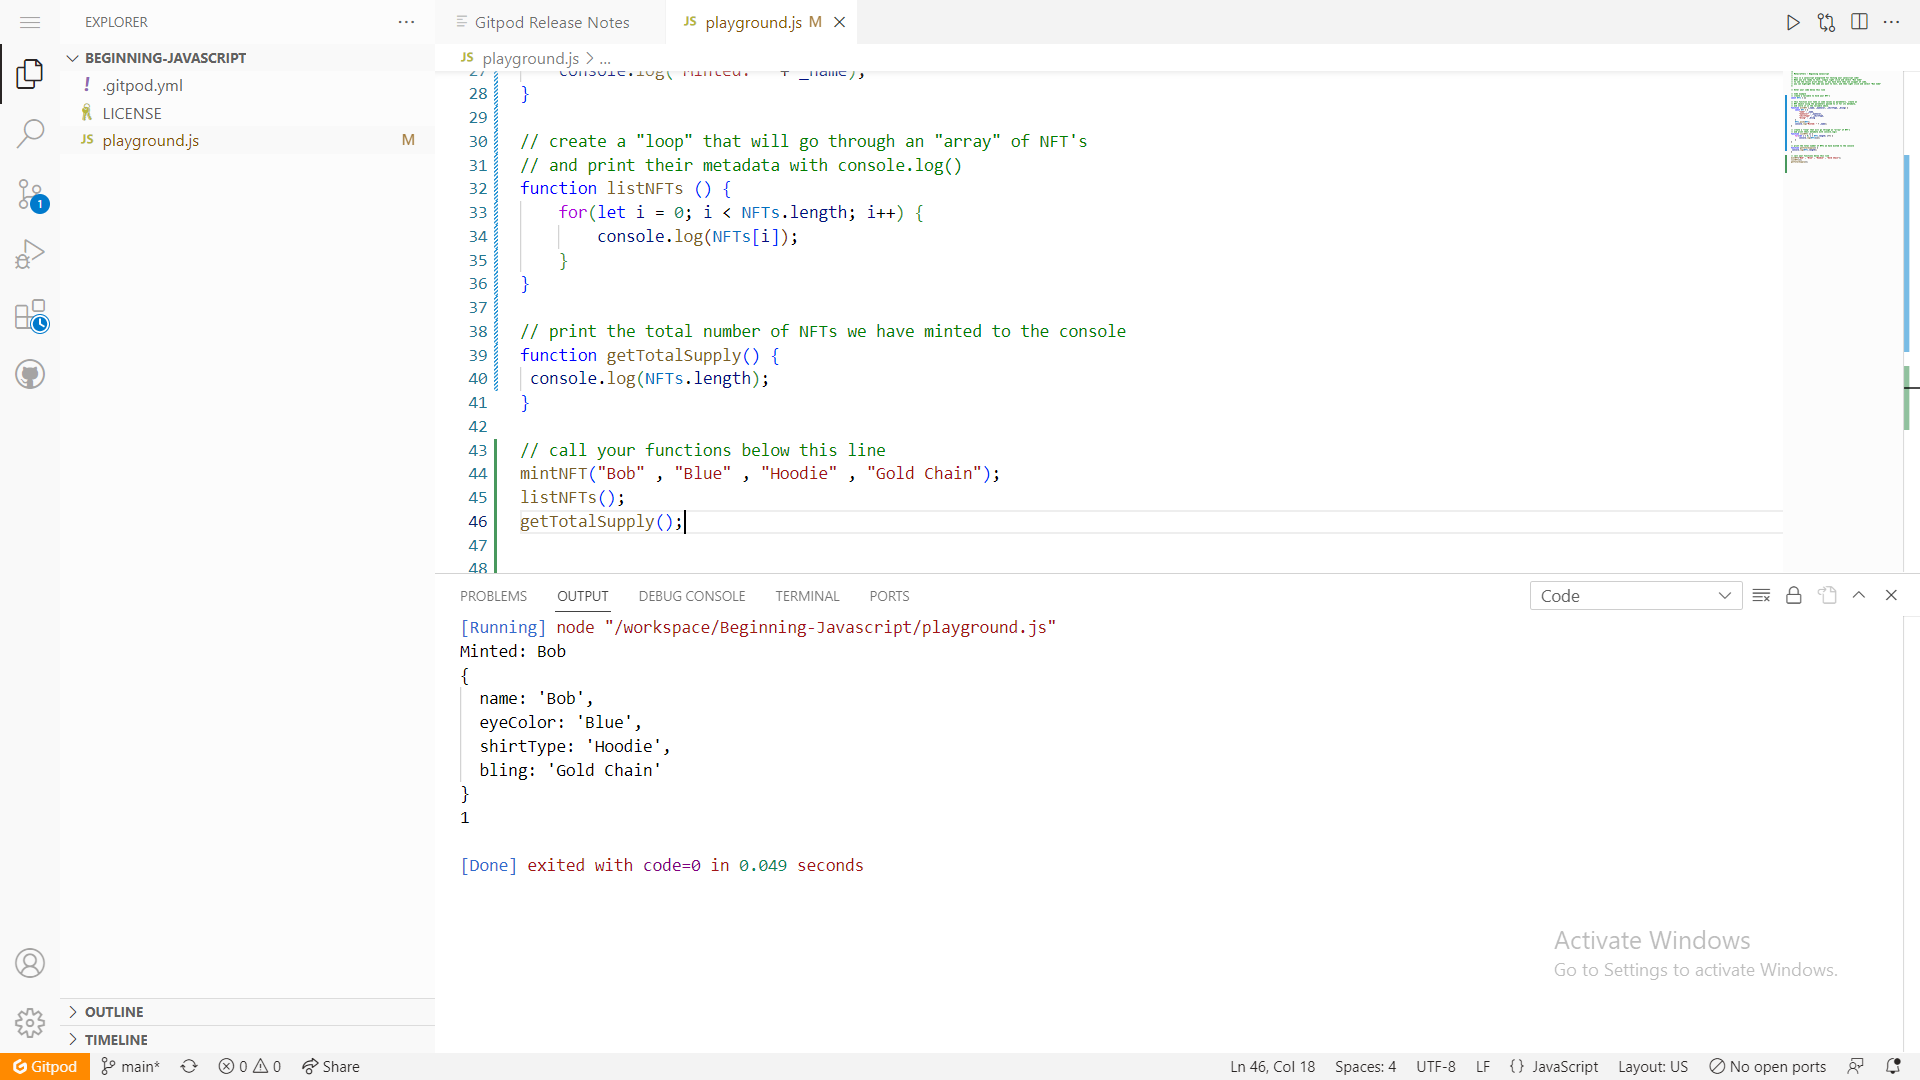 EXPLORER
Gitpod Release Notes
JS playground.js M
BEGINNING-JAVASCRIPT
JS playground.js > ...
! .gitpod.yml
LICENSE
JS playground.js M
27 console.log("Minted: " + _name);
28 }
29
30 // create a "loop" that will go through an "array" of NFT's
31 // and print their metadata with console.log()
32 function listNFTs () {
33 for(let i = 0; i < NFTs.length; i++) {
34 console.log(NFTs[i]);
35 }
36 }
37
38 // print the total number of NFTs we have minted to the console
39 function getTotalSupply() {
40 console.log(NFTs.length);
41 }
42
43 // call your functions below this line
44 mintNFT("Bob" , "Blue" , "Hoodie" , "Gold Chain");
45 listNFTs();
46 getTotalSupply();
47
48
1
PROBLEMS OUTPUT DEBUG CONSOLE TERMINAL PORTS
Code
[Running] node "/workspace/Beginning-Javascript/playground.js"
Minted: Bob
{
name: 'Bob',
eyeColor: 'Blue',
shirtType: 'Hoodie',
bling: 'Gold Chain'
}
1
[Done] exited with code=0 in 0.049 seconds
Activate Windows
Go to Settings to activate Windows.
OUTLINE
TIMELINE
Gitpod main* 0 0 Share Ln 46, Col 18 Spaces: 4 UTF-8 LF {} JavaScript Layout: US No open ports